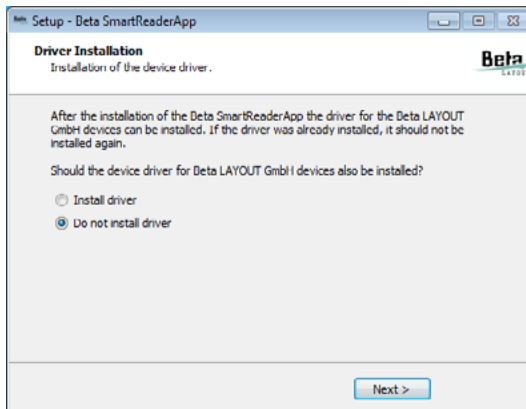 Setup - Beta SmartReaderApp
Driver Installation
Installation of the device driver.
Beta
LAYOUT
After the installation of the Beta SmartReaderApp the driver for the Beta LAYOUT
GmbH devices can be installed. If the driver was already installed, it should not be
installed again.
Should the device driver for Beta LAYOUT GmbH devices also be installed?
Install driver
Do not install driver
Next >